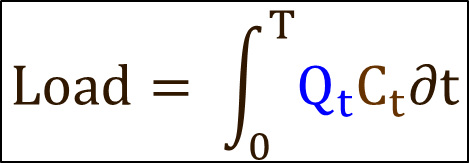 Load = ∫₀ᵀ QₜCₜ∂t